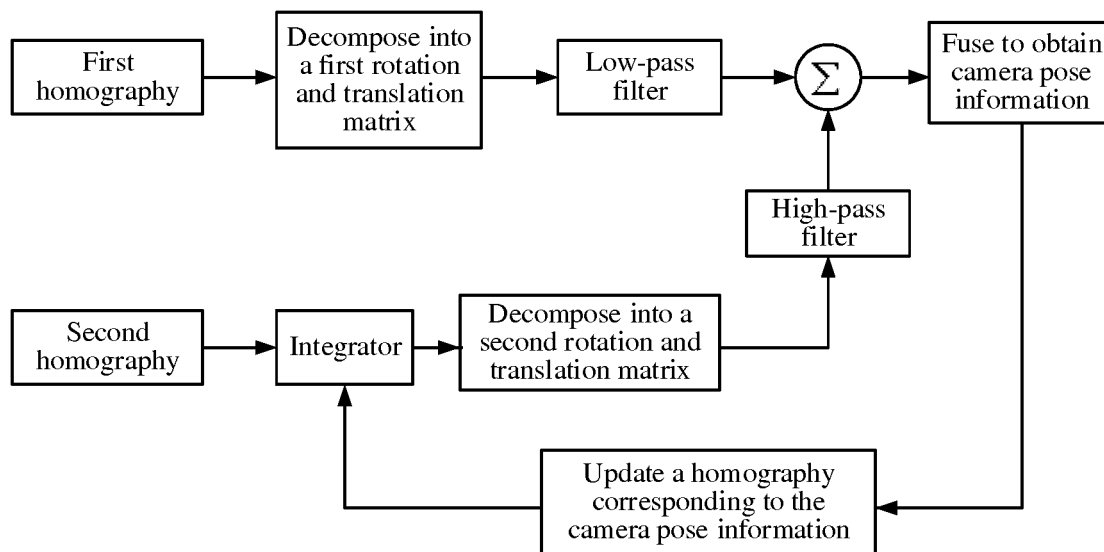 First
homography
Decompose into
a first rotation
and translation
matrix
Low-pass
filter
Σ
Fuse to obtain
camera pose
information
High-pass
filter
Second
homography
Integrator
Decompose into a
second rotation and
translation matrix
Update a homography
corresponding to the
camera pose information